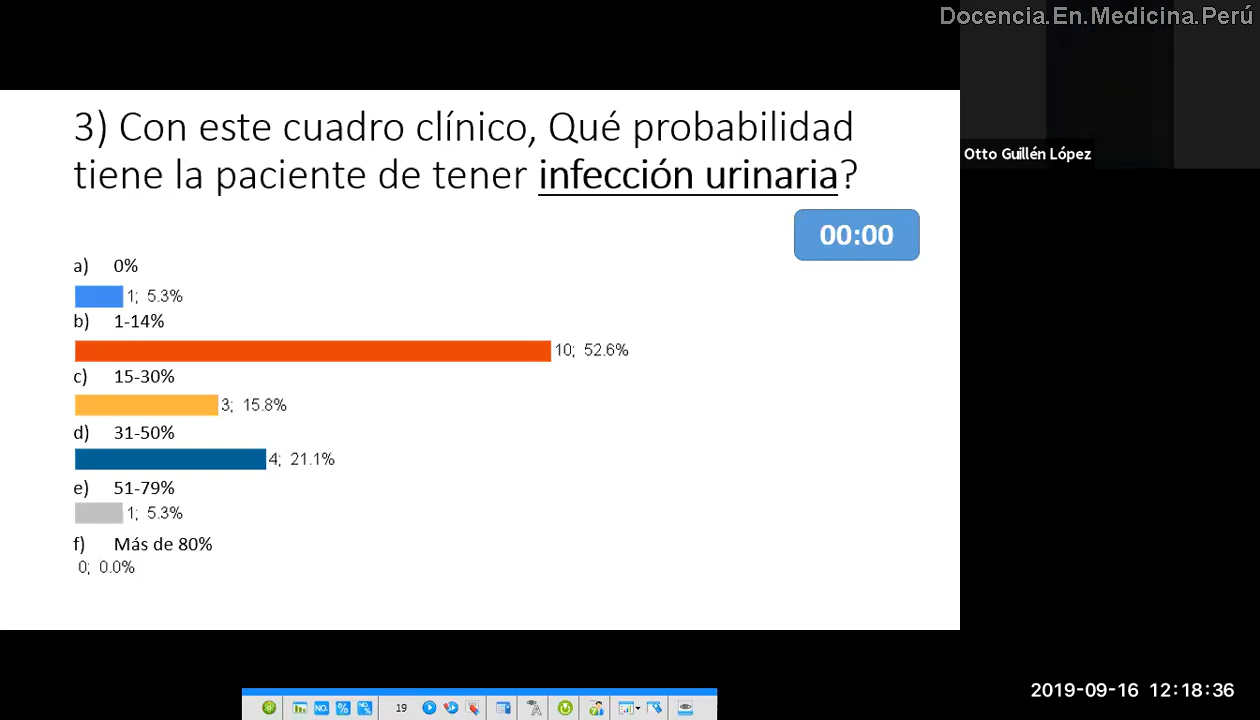 Docencia.En.Medicina.Perú
Otto Guillén López
3) Con este cuadro clínico, Qué probabilidad
tiene la paciente de tener infección urinaria?
00:00
a) 0%
1; 5.3%
b) 1-14%
10; 52.6%
c) 15-30%
3; 15.8%
d) 31-50%
4; 21.1%
e) 51-79%
1; 5.3%
f) Más de 80%
0; 0.0%
2019-09-16 12:18:36
NO. % 19